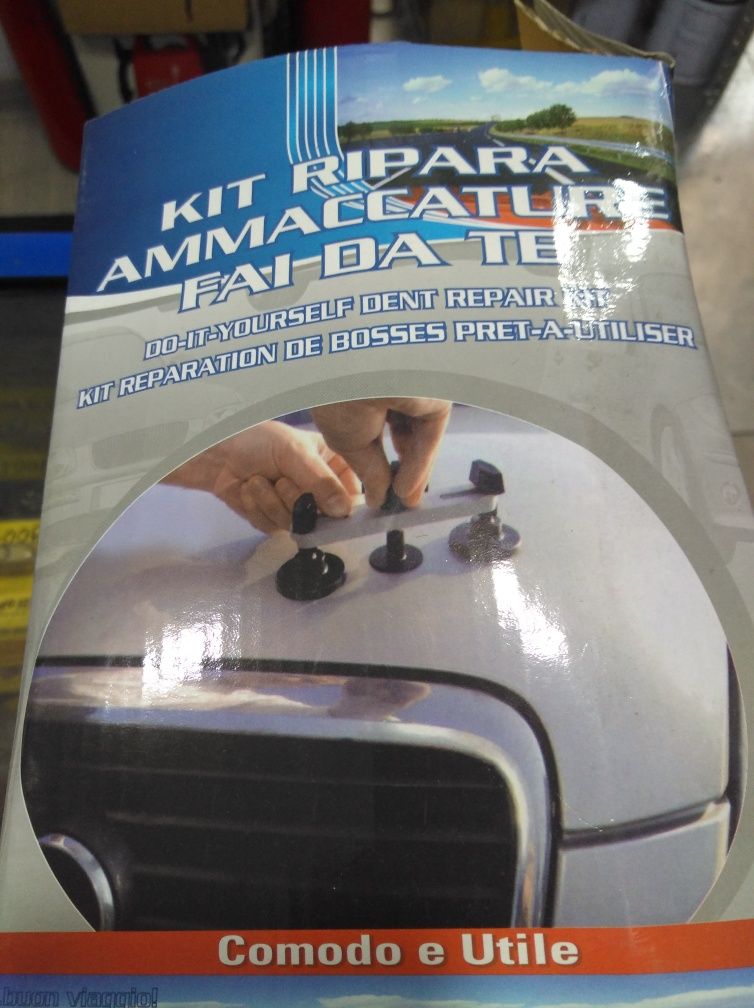 KIT RIPARA
AMMACCATURE
FAI DA TE
DO-IT-YOURSELF DENT REPAIR KIT
KIT REPARATION DE BOSSES PRET-A-UTILISER
Comodo e Utile
buon viaggio!